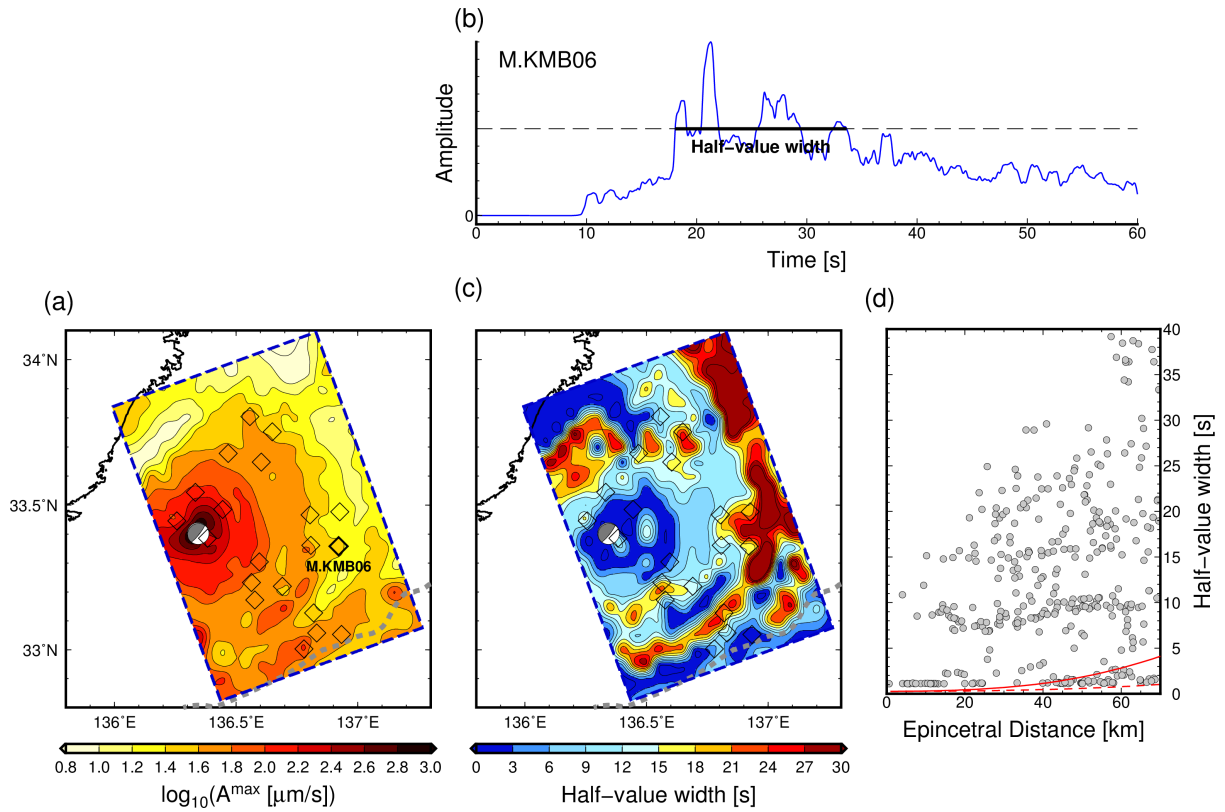 (b)
M.KMB06
Amplitude
Half-value width
0
0 10 20 30 40 50 60
Time [s]
(a)
34°N
33.5°N
33°N
M.KMB06
136°E 136.5°E 137°E
0.8 1.0 1.2 1.4 1.6 1.8 2.0 2.2 2.4 2.6 2.8 3.0
log₁₀(Aᵐᵃˣ [μm/s])
(c)
136°E 136.5°E 137°E
0 3 6 9 12 15 18 21 24 27 30
Half-value width [s]
(d)
40
35
30
25
20
15
10
5
0
Half-value width [s]
0 20 40 60
Epincetral Distance [km]